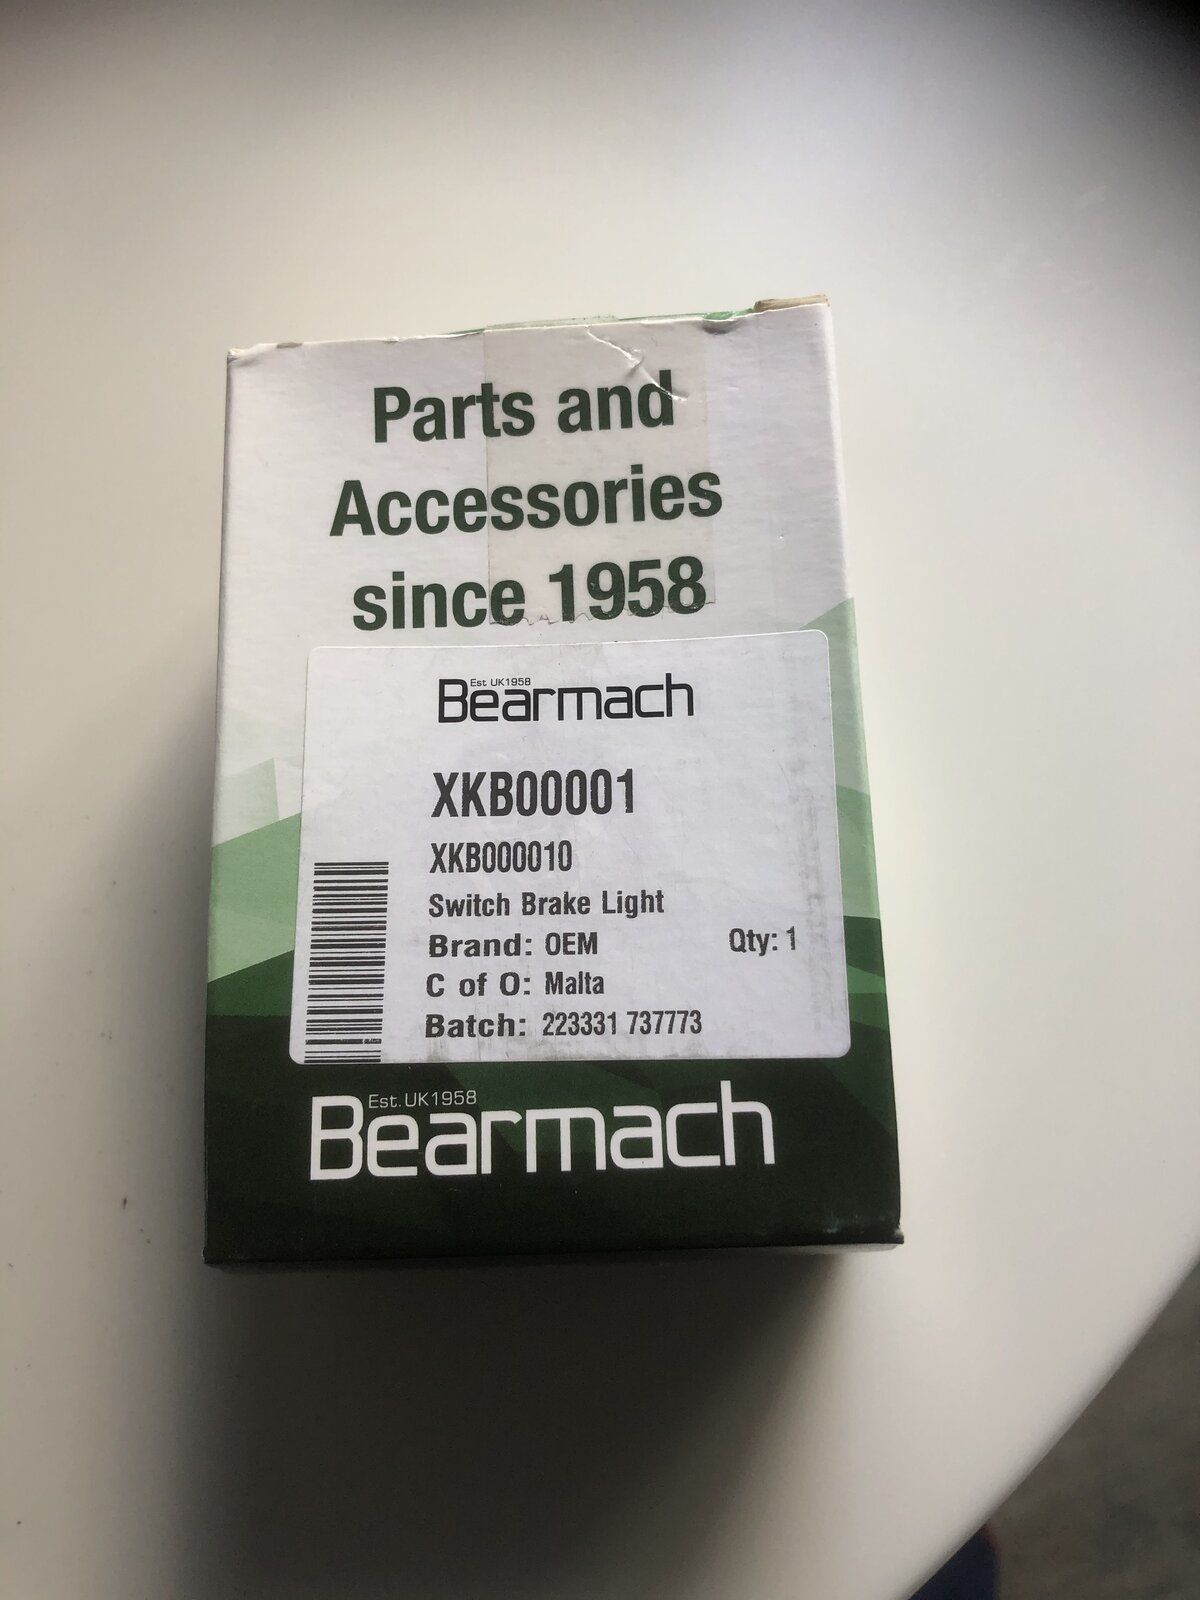 Parts and
Accessories
since 1958
Est UK1958
Bearmach
XKB00001
XKB000010
Switch Brake Light
Brand: OEM Qty: 1
C of O: Malta
Batch: 223331 737773
Est. UK1958
Bearmach